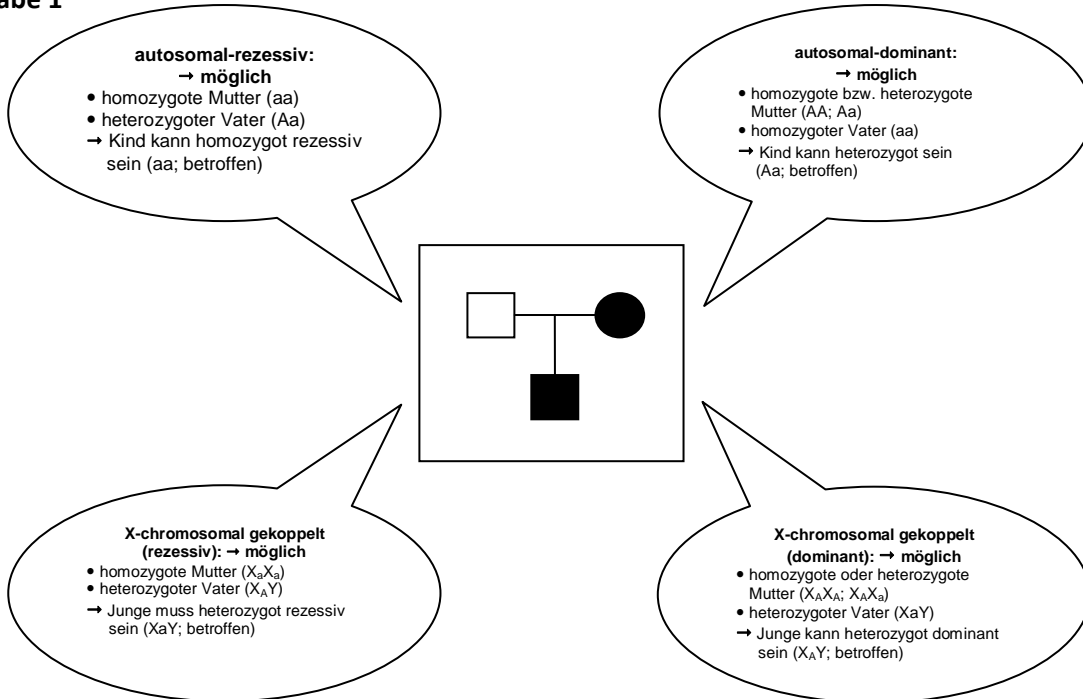 abe 1
autosomal-rezessiv:
→ möglich
• homozygote Mutter (aa)
• heterozygoter Vater (Aa)
→ Kind kann homozygot rezessiv
sein (aa; betroffen)
autosomal-dominant:
→ möglich
• homozygote bzw. heterozygote
Mutter (AA; Aa)
• homozygoter Vater (aa)
→ Kind kann heterozygot sein
(Aa; betroffen)
X-chromosomal gekoppelt
(rezessiv): → möglich
• homozygote Mutter (XaXa)
• heterozygoter Vater (XAY)
→ Junge muss heterozygot rezessiv
sein (XaY; betroffen)
X-chromosomal gekoppelt
(dominant): → möglich
• homozygote oder heterozygote
Mutter (XAXA; XAXa)
• heterozygoter Vater (XaY)
→ Junge kann heterozygot dominant
sein (XAY; betroffen)